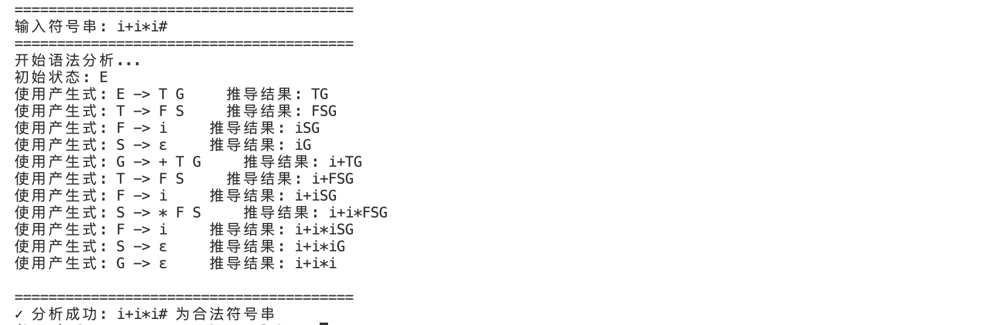 ========================================
输入符号串: i+i*i#
========================================
开始语法分析...
初始状态: E
使用产生式: E -> T G     推导结果: TG
使用产生式: T -> F S     推导结果: FSG
使用产生式: F -> i     推导结果: iSG
使用产生式: S -> ε     推导结果: iG
使用产生式: G -> + T G     推导结果: i+TG
使用产生式: T -> F S     推导结果: i+FSG
使用产生式: F -> i     推导结果: i+iSG
使用产生式: S -> * F S     推导结果: i+i*FSG
使用产生式: F -> i     推导结果: i+i*iSG
使用产生式: S -> ε     推导结果: i+i*iG
使用产生式: G -> ε     推导结果: i+i*i
========================================
✓ 分析成功: i+i*i# 为合法符号串